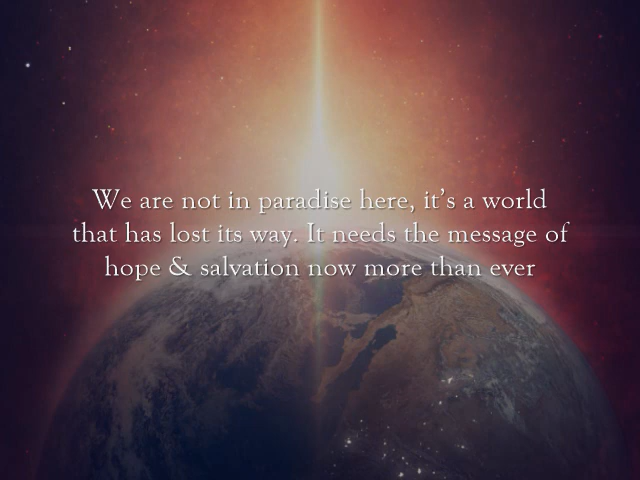 We are not in paradise here, it’s a world
that has lost its way. It needs the message of
hope & salvation now more than ever